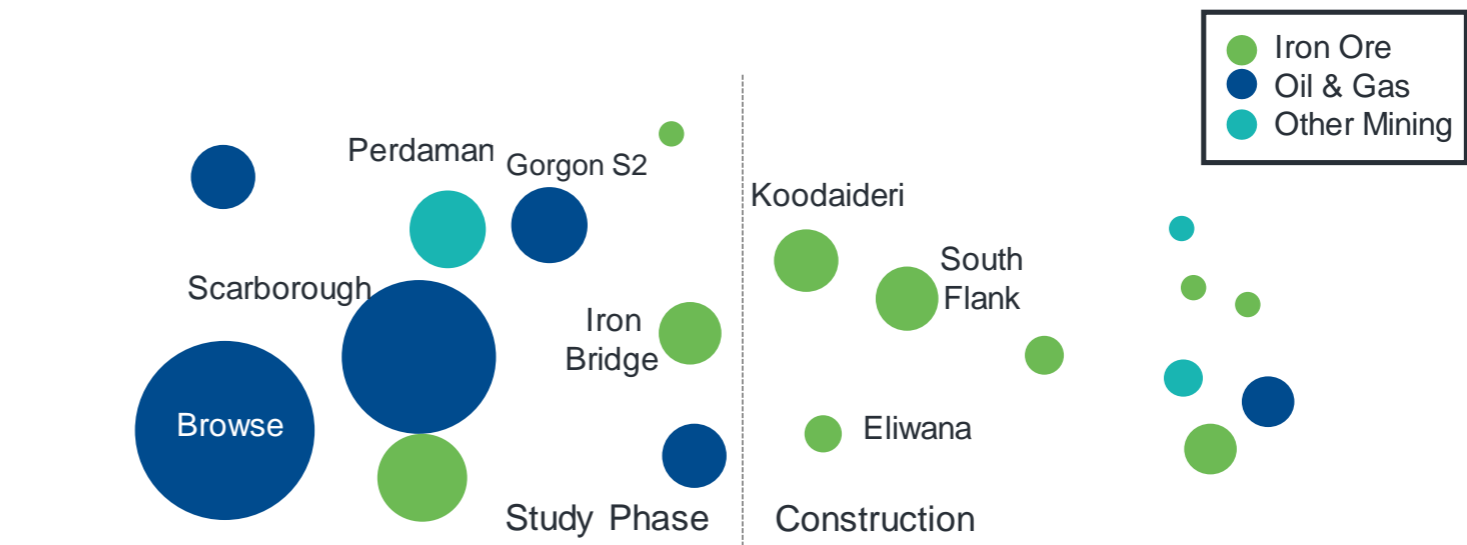 Iron Ore
Oil & Gas
Other Mining
Perdaman
Gorgon S2
Koodaideri
Scarborough
South
Flank
Iron
Bridge
Browse
Eliwana
Study Phase
Construction